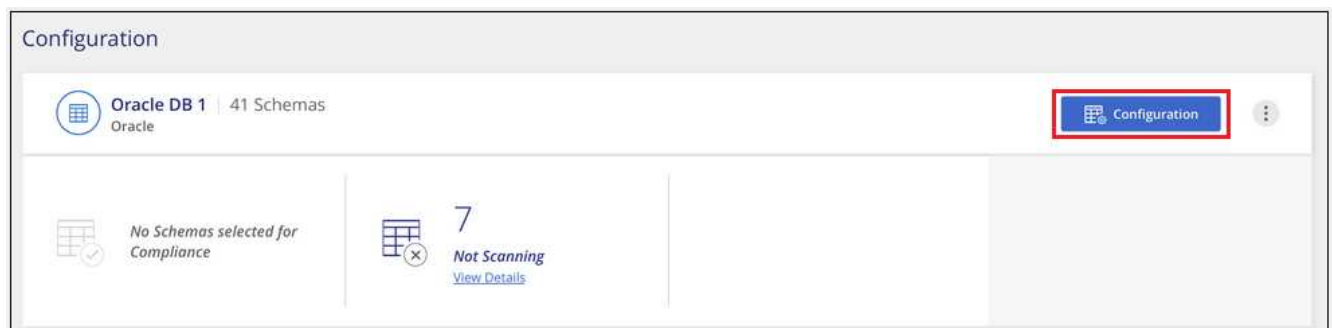 Configuration
Oracle DB 1 | 41 Schemas
Oracle
Configuration
No Schemas selected for
Compliance
7
Not Scanning
View Details